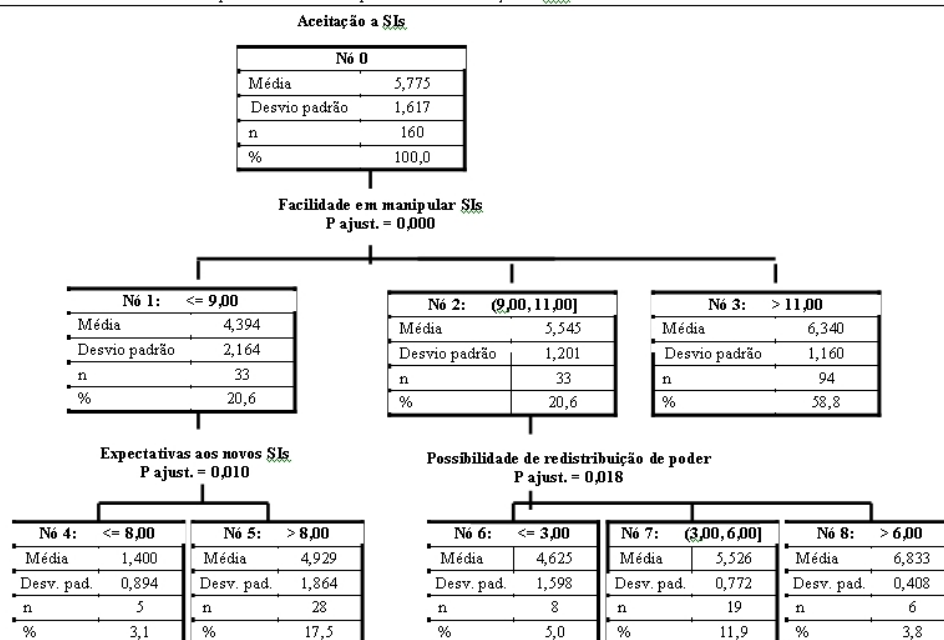 Aceitação a SIs
Nó 0
Média 5,775
Desvio padrão 1,617
n 160
% 100,0
Facilidade em manipular SIs
P ajust. = 0,000
Nó 1: <= 9,00
Média 4,394
Desvio padrão 2,164
n 33
% 20,6
Nó 2: (9,00, 11,00]
Média 5,545
Desvio padrão 1,201
n 33
% 20,6
Nó 3: > 11,00
Média 6,340
Desvio padrão 1,160
n 94
% 58,8
Expectativas aos novos SIs
P ajust. = 0,010
Possibilidade de redistribuição de poder
P ajust. = 0,018
Nó 4: <= 8,00
Média 1,400
Desv. pad. 0,894
n 5
% 3,1
Nó 5: > 8,00
Média 4,929
Desv. pad. 1,864
n 28
% 17,5
Nó 6: <= 3,00
Média 4,625
Desv. pad. 1,598
n 8
% 5,0
Nó 7: (3,00, 6,00]
Média 5,526
Desv. pad. 0,772
n 19
% 11,9
Nó 8: > 6,00
Média 6,833
Desv. pad. 0,408
n 6
% 3,8